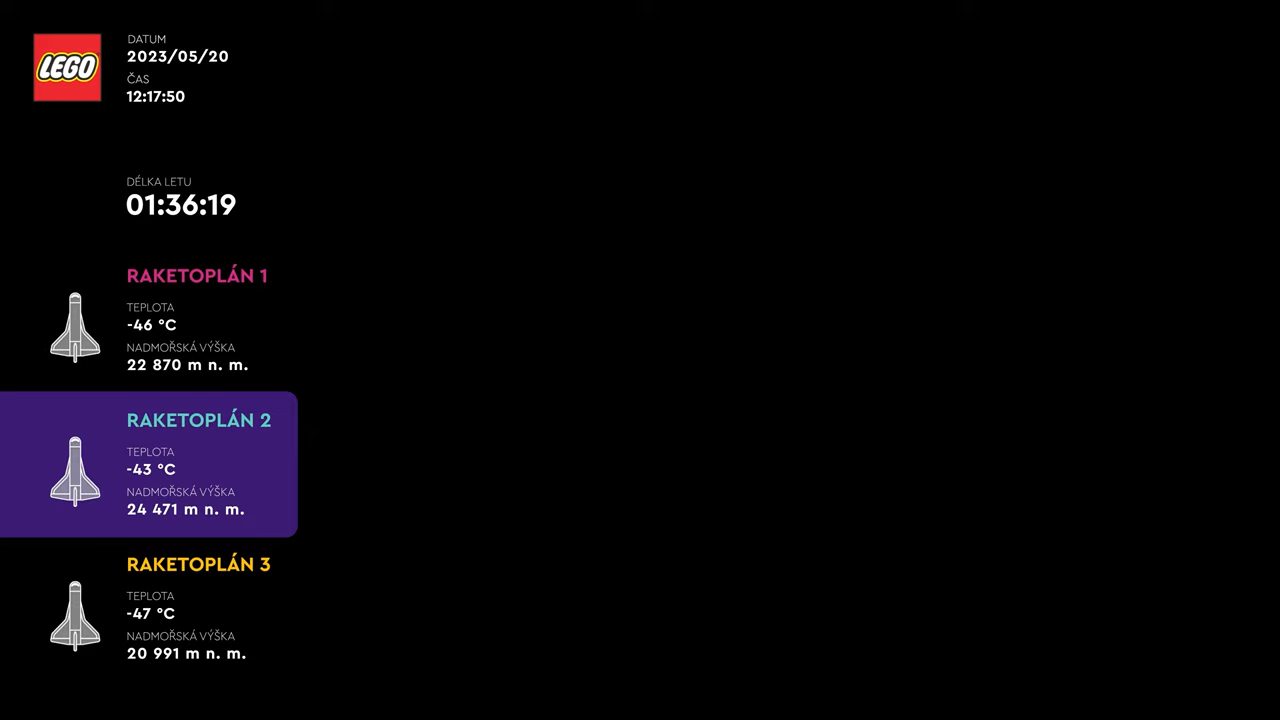 LEGO
DATUM
2023/05/20
ČAS
12:17:50
DÉLKA LETU
01:36:19
RAKETOPLÁN 1
TEPLOTA
-46 °C
NADMOŘSKÁ VÝŠKA
22 870 m n. m.
RAKETOPLÁN 2
TEPLOTA
-43 °C
NADMOŘSKÁ VÝŠKA
24 471 m n. m.
RAKETOPLÁN 3
TEPLOTA
-47 °C
NADMOŘSKÁ VÝŠKA
20 991 m n. m.